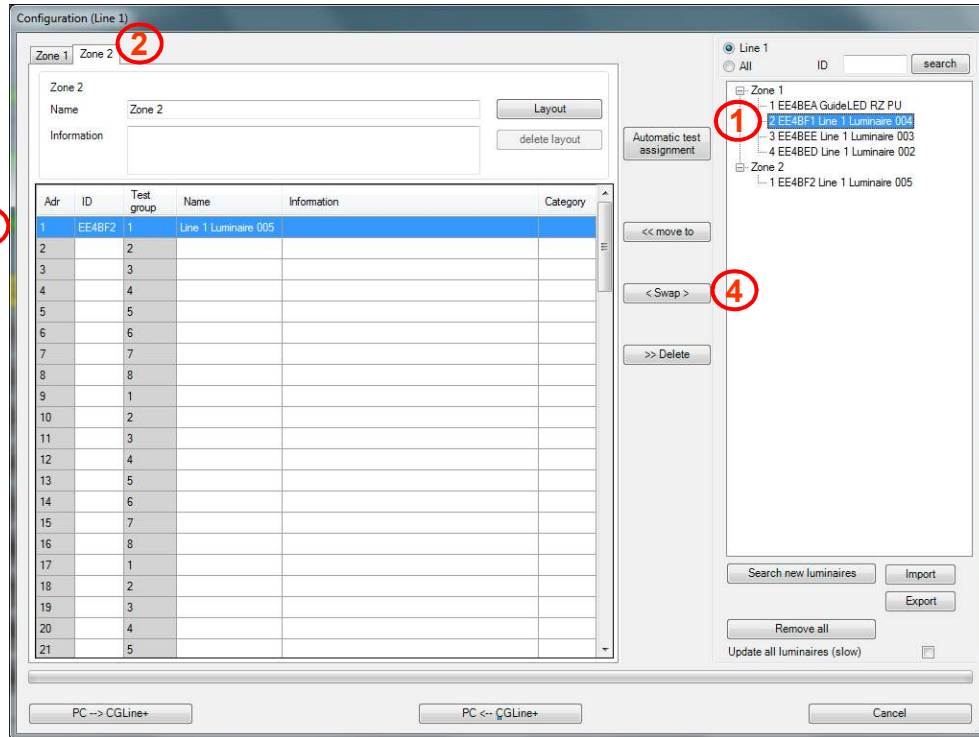 Configuration (Line 1)
Zone 1 Zone 2 2
Zone 2
Name Zone 2 Layout
Information delete layout
Adr ID Test group Name Information Category
1 EE4BF2 1 Line 1 Luminaire 005
2 2
3 3
4 4
5 5
6 6
7 7
8 8
9 1
10 2
11 3
12 4
13 5
14 6
15 7
16 8
17 1
18 2
19 3
20 4
21 5
Automatic test
assignment
<< move to
< Swap > 4
>> Delete
Line 1
All ID search
Zone 1
1 EE4BEA GuideLED RZ PU
1 2 EE4BF1 Line 1 Luminaire 004
3 EE4BEE Line 1 Luminaire 003
4 EE4BED Line 1 Luminaire 002
Zone 2
1 EE4BF2 Line 1 Luminaire 005
Search new luminaires Import
Export
Remove all
Update all luminaires (slow)
PC --> CGLine+ PC <-- CGLine+ Cancel